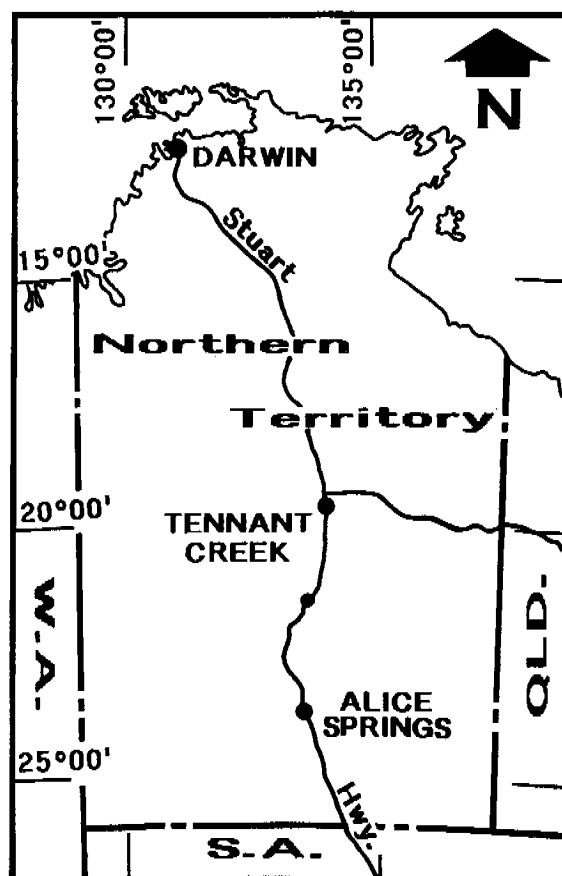 130°00'
135°00'
N
DARWIN
Stuart
15°00'
Northern
Territory
20°00'
TENNANT
CREEK
W.A.
QLD.
ALICE
SPRINGS
25°00'
Hwy.
S.A.